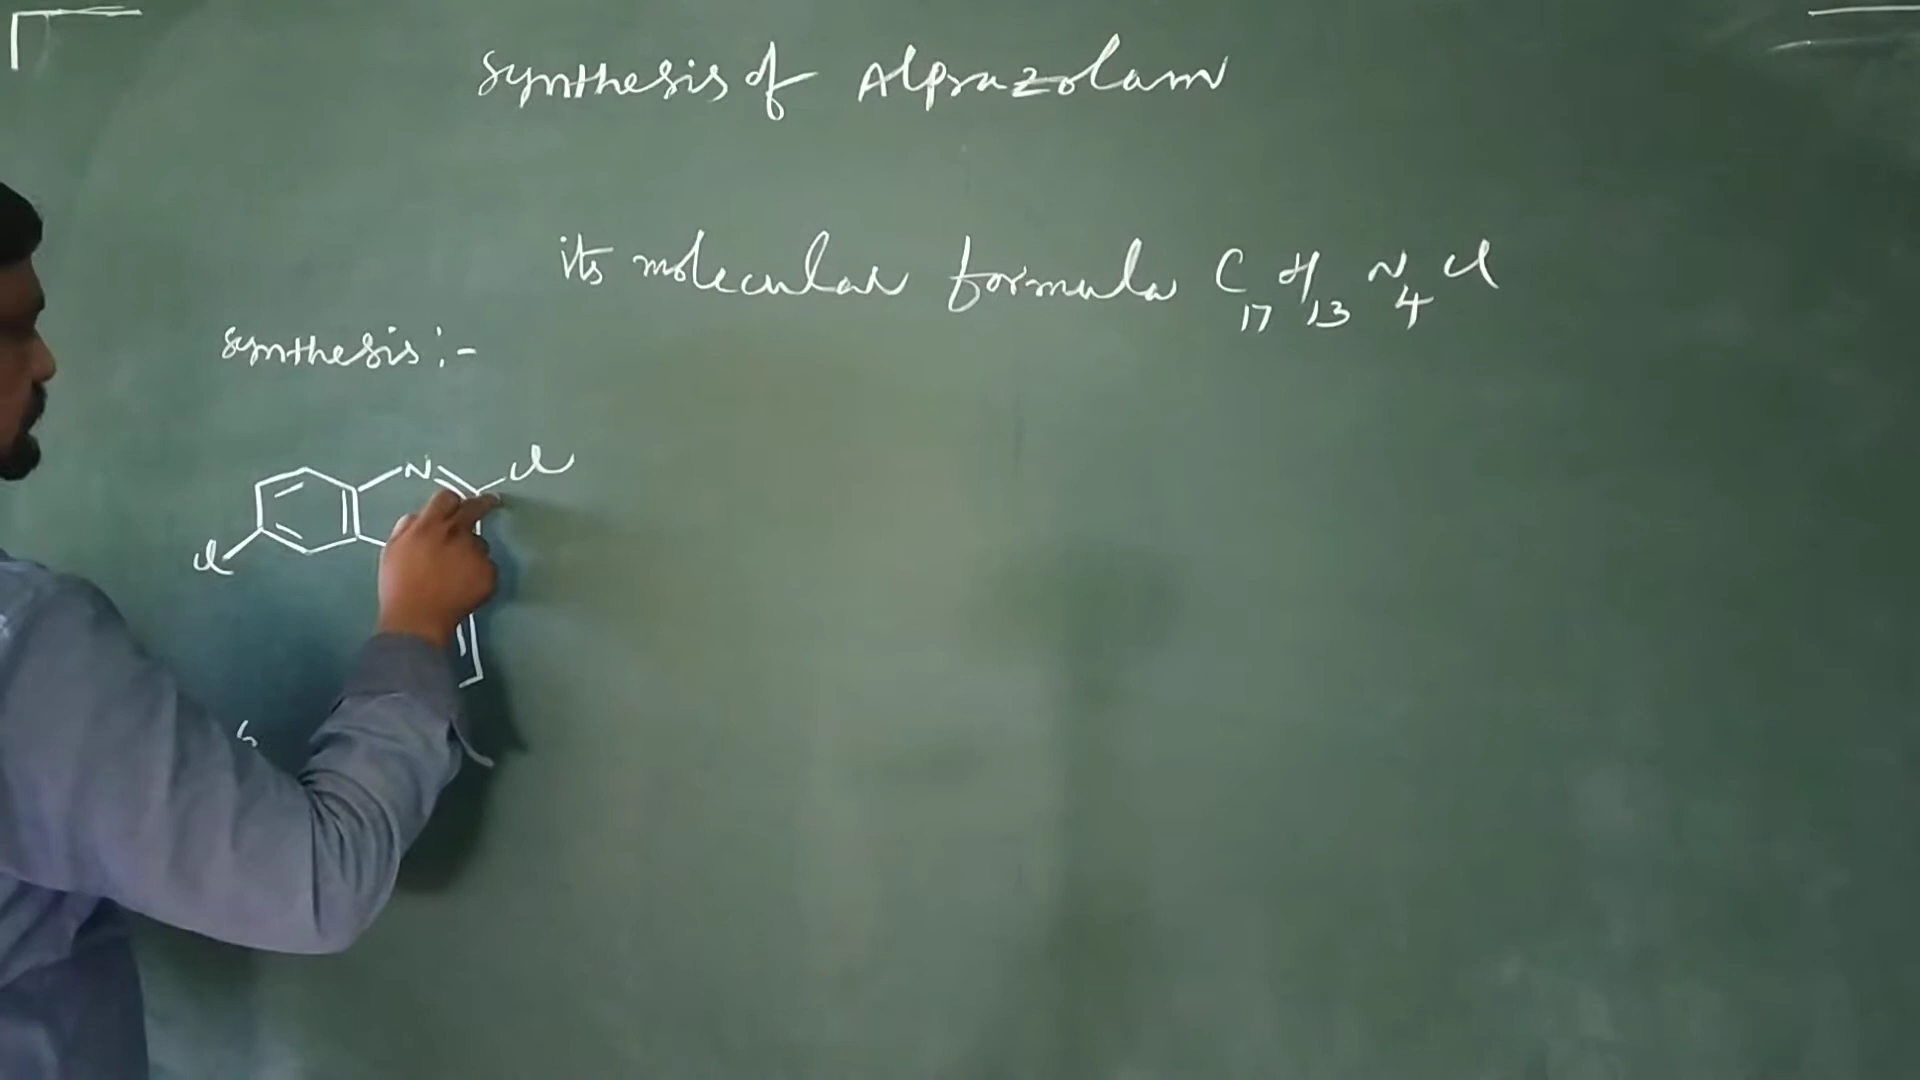 Synthesis of Alprazolam
its molecular formula C17H13N4Cl
Synthesis :-
N Cl
Cl